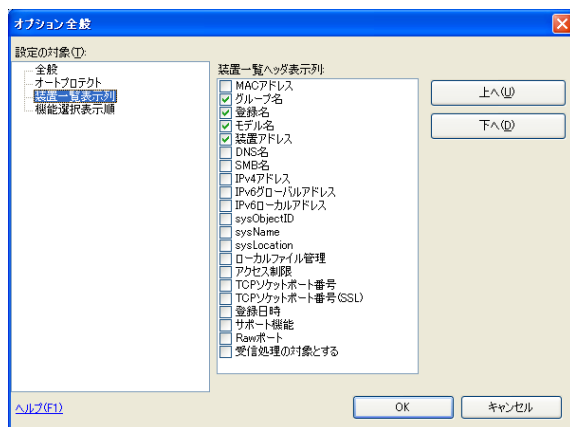 オプション全般
設定の対象(T):
全般
オートプロテクト
装置一覧表示列
機能選択表示順
装置一覧ヘッダ表示列:
MACアドレス
グループ名
登録名
モデル名
装置アドレス
DNS名
SMB名
IPv4アドレス
IPv6グローバルアドレス
IPv6ローカルアドレス
sysObjectID
sysName
sysLocation
ローカルファイル管理
アクセス制限
TCPソケットポート番号
TCPソケットポート番号(SSL)
登録日時
サポート機能
Rawポート
受信処理の対象とする
上へ(U)
下へ(D)
ヘルプ(F1)
OK
キャンセル